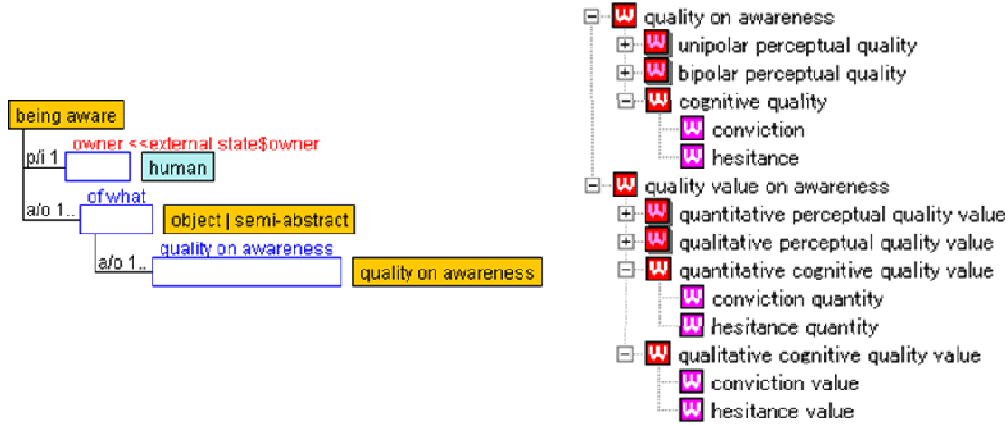 being aware
owner <<external state$owner
p/i 1
human
of what
a/o 1..
object | semi-abstract
quality on awareness
a/o 1..
quality on awareness
quality on awareness
unipolar perceptual quality
bipolar perceptual quality
cognitive quality
conviction
hesitance
quality value on awareness
quantitative perceptual quality value
qualitative perceptual quality value
quantitative cognitive quality value
conviction quantity
hesitance quantity
qualitative cognitive quality value
conviction value
hesitance value